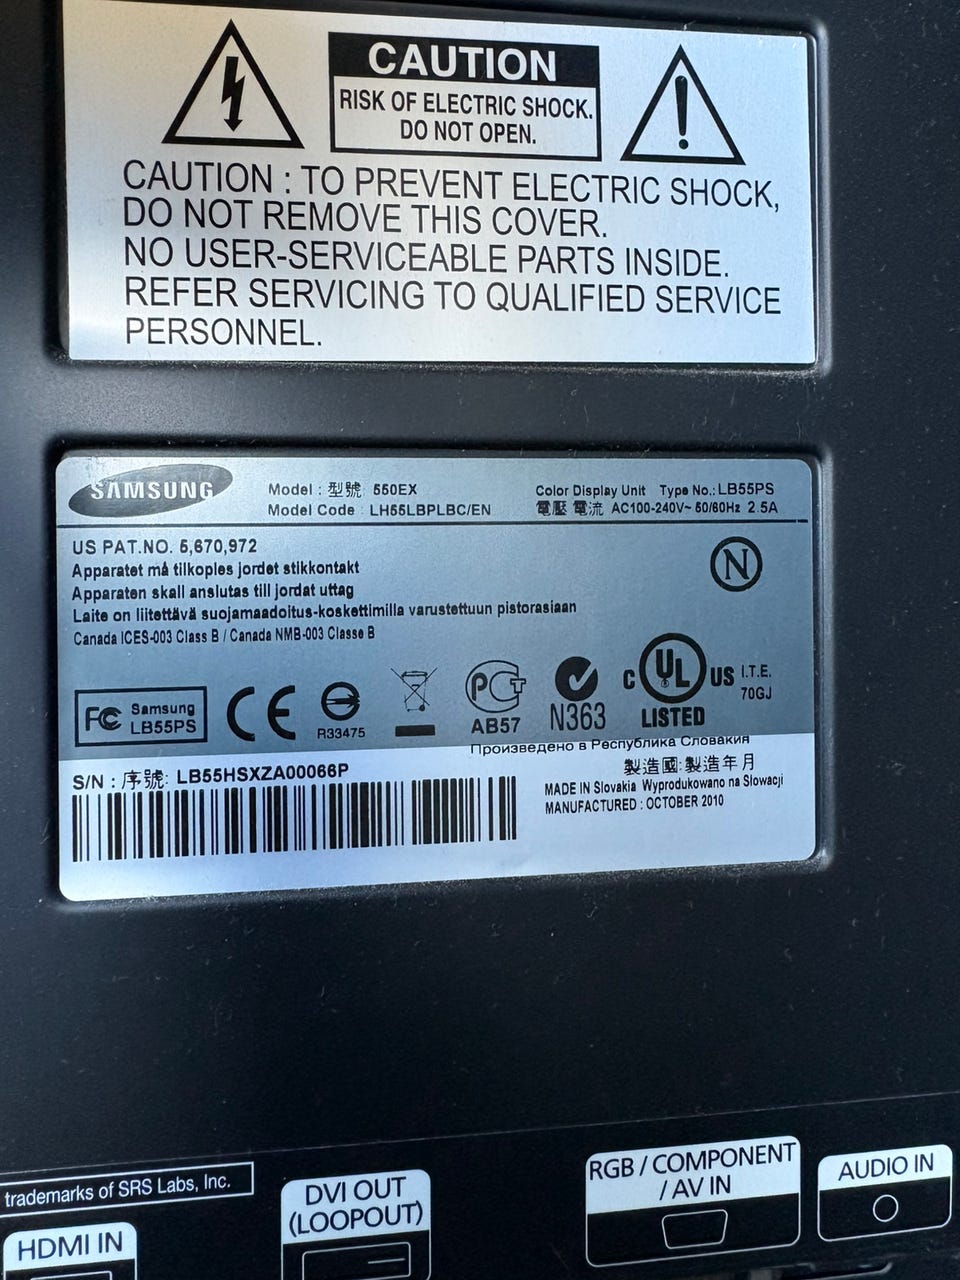 CAUTION
RISK OF ELECTRIC SHOCK.
DO NOT OPEN.
CAUTION : TO PREVENT ELECTRIC SHOCK,
DO NOT REMOVE THIS COVER.
NO USER-SERVICEABLE PARTS INSIDE.
REFER SERVICING TO QUALIFIED SERVICE
PERSONNEL.
SAMSUNG
Model : 型號 550EX
Model Code : LH55LBPLBC/EN
Color Display Unit Type No.: LB55PS
電壓 電流 AC100-240V~ 50/60Hz 2.5A
US PAT.NO. 5,670,972
Apparatet må tilkoples jordet stikkontakt
Apparaten skall anslutas till jordat uttag
Laite on liitettävä suojamaadoitus-koskettimilla varustettuun pistorasiaan
Canada ICES-003 Class B / Canada NMB-003 Classe B
N
FC Samsung
LB55PS
CE
R33475
PCT
AB57
N363
C UL US
LISTED
I.T.E.
70GJ
Произведено в Республика Словакия
S/N : 序號: LB55HSXZA00066P
製造國: 製造年月
MADE IN Slovakia Wyprodukowano na Słowacji
MANUFACTURED : OCTOBER 2010
trademarks of SRS Labs, Inc.
HDMI IN
DVI OUT
(LOOPOUT)
RGB / COMPONENT
/ AV IN
AUDIO IN